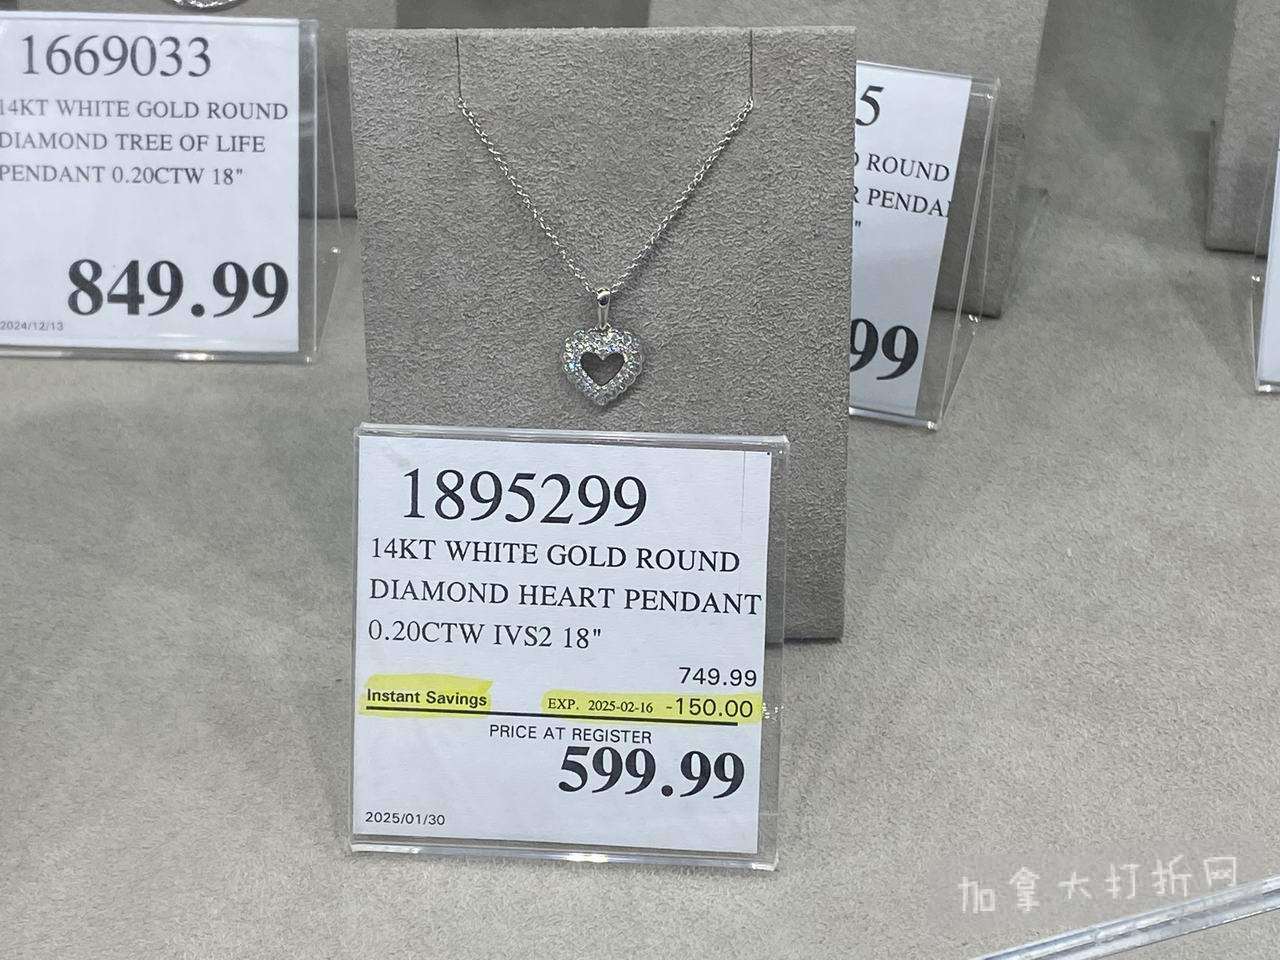 1669033
14KT WHITE GOLD ROUND
DIAMOND TREE OF LIFE
PENDANT 0.20CTW 18"
849.99
2024/12/13
5
ROUND
R PENDA
"
99
1895299
14KT WHITE GOLD ROUND
DIAMOND HEART PENDANT
0.20CTW IVS2 18"
749.99
Instant Savings EXP. 2025-02-16 -150.00
PRICE AT REGISTER
599.99
2025/01/30
加拿大打折网